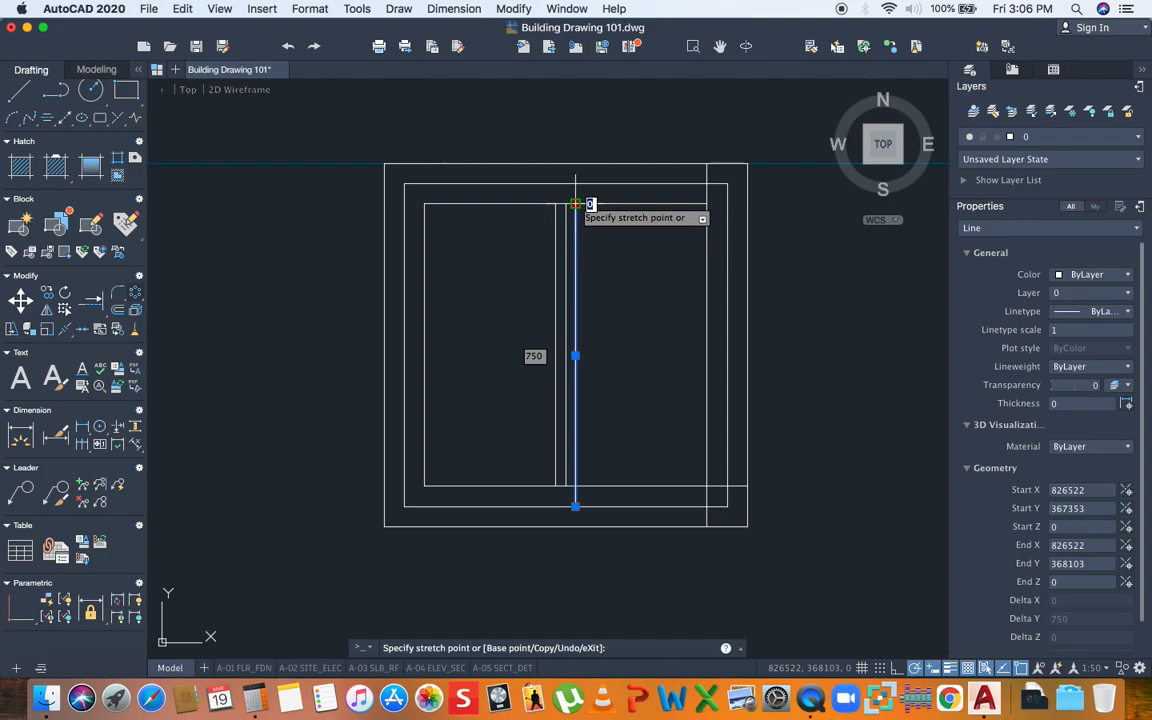 AutoCAD 2020 File Edit View Insert Format Tools Draw Dimension Modify Window Help 100% Fri 3:06 PM
Building Drawing 101.dwg
Sign In
Drafting Modeling
Building Drawing 101*
Layers
Top 2D Wireframe
N
W TOP E
S
WCS
0
Unsaved Layer State
Show Layer List
Hatch
Block
Modify
Text
Dimension
Leader
Table
Parametric
0
Specify stretch point or
750
Properties All My
Line
General
Color ByLayer
Layer 0
Linetype ByLa...
Linetype scale 1
Plot style ByColor
Lineweight ByLayer
Transparency 0
Thickness 0
3D Visualizati...
Material ByLayer
Geometry
Start X 826522
Start Y 367353
Start Z 0
End X 826522
End Y 368103
End Z 0
Delta X 0
Delta Y 750
Delta Z 0
Y
X
>_ Specify stretch point or [Base point/Copy/Undo/eXit]:
Model A-01 FLR_FDN A-02 SITE_ELEC A-03 SLB_RF A-04 ELEV_SEC A-05 SECT_DET 826522, 368103, 0 1:50
MAR
19